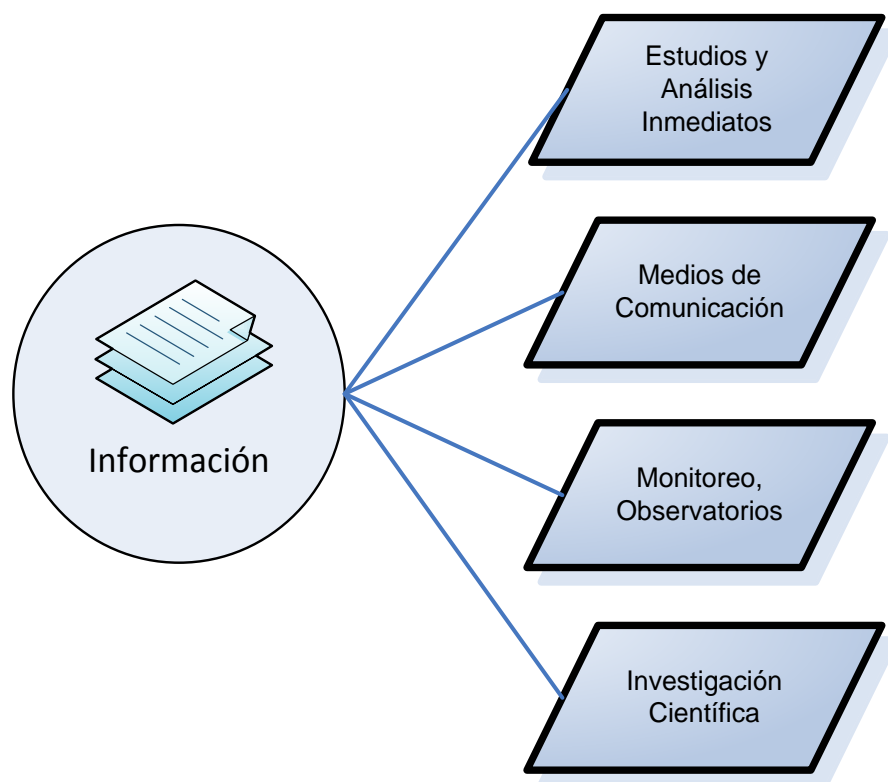 Estudios y
Análisis
Inmediatos
Medios de
Comunicación
Información
Monitoreo,
Observatorios
Investigación
Científica